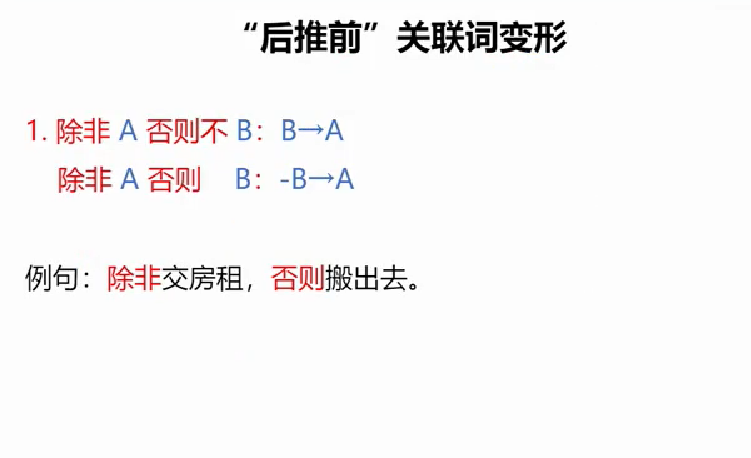 “后推前”关联词变形
1. 除非 A 否则不 B：B→A
除非 A 否则 B：-B→A
例句：除非交房租，否则搬出去。